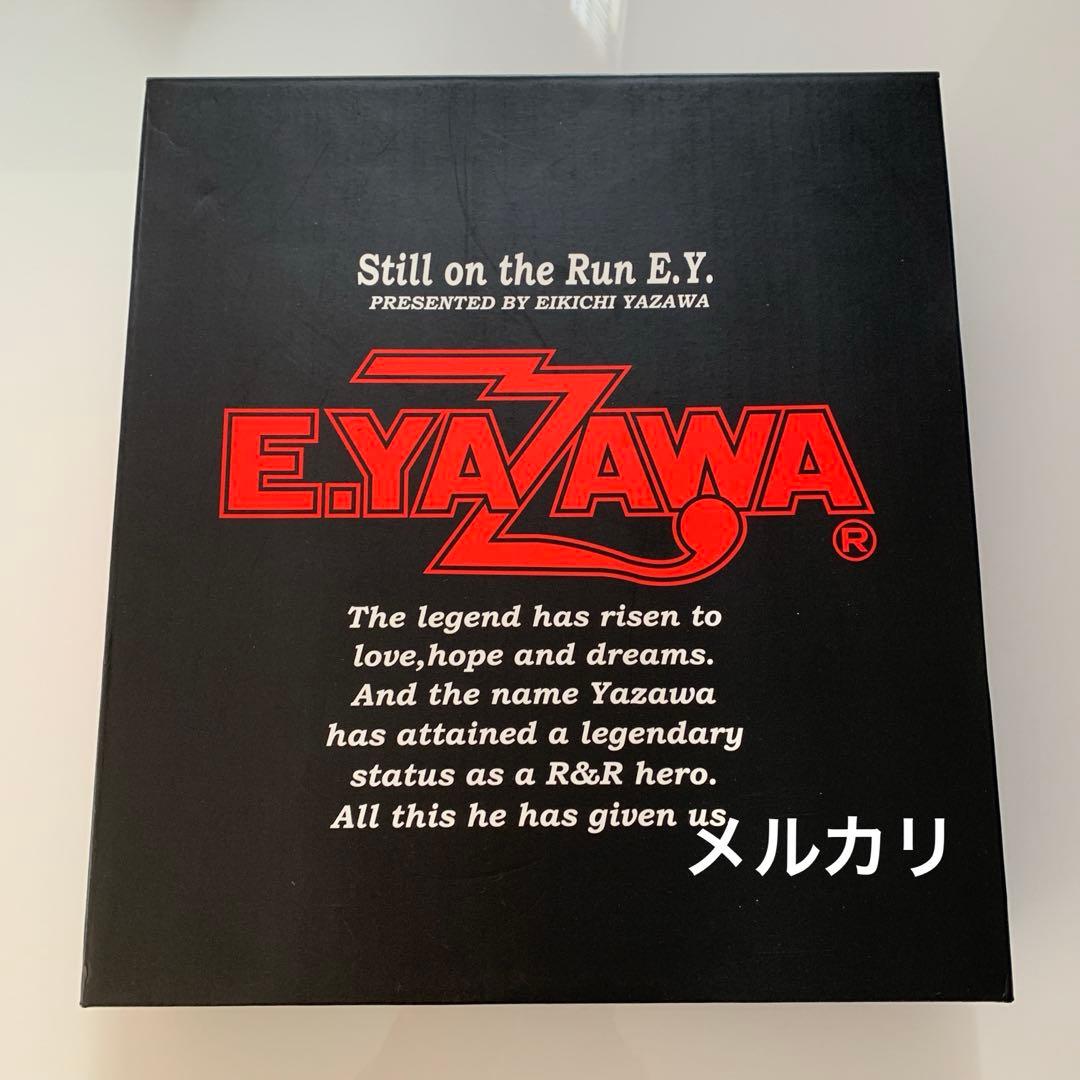 Still on the Run E.Y.
PRESENTED BY EIKICHI YAZAWA
E.YAZAWA
®
The legend has risen to
love,hope and dreams.
And the name Yazawa
has attained a legendary
status as a R&R hero.
All this he has given us.
メルカリ